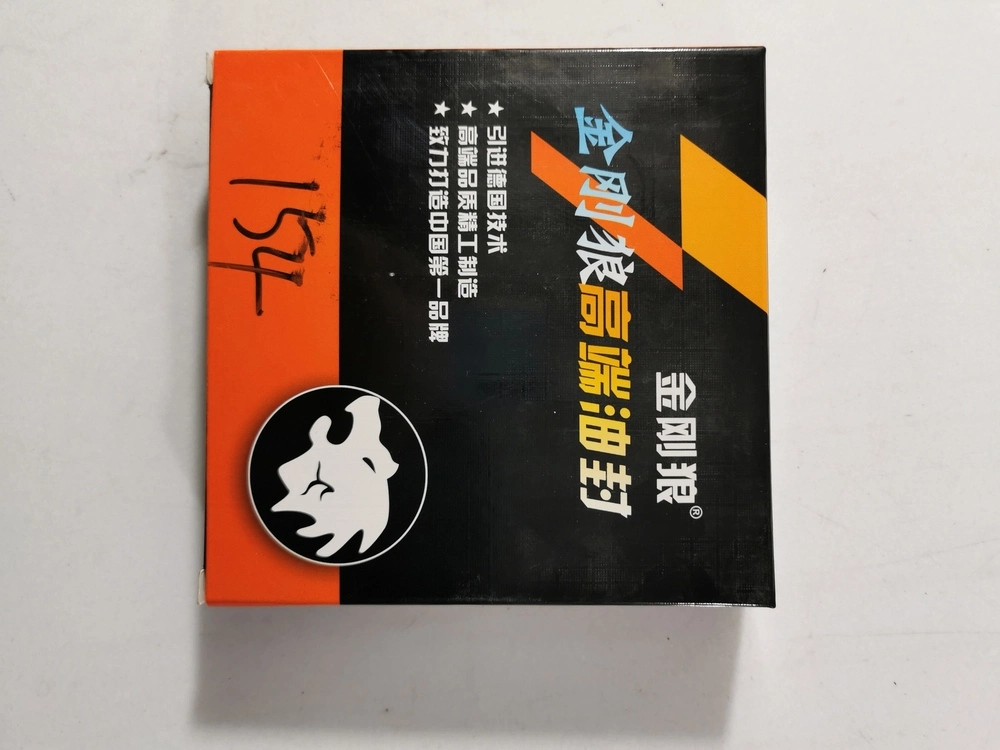 金刚狼®
金刚狼高端油封
★ 引进德国技术
★ 高端品质精工制造
★ 致力打造中国第一品牌
154